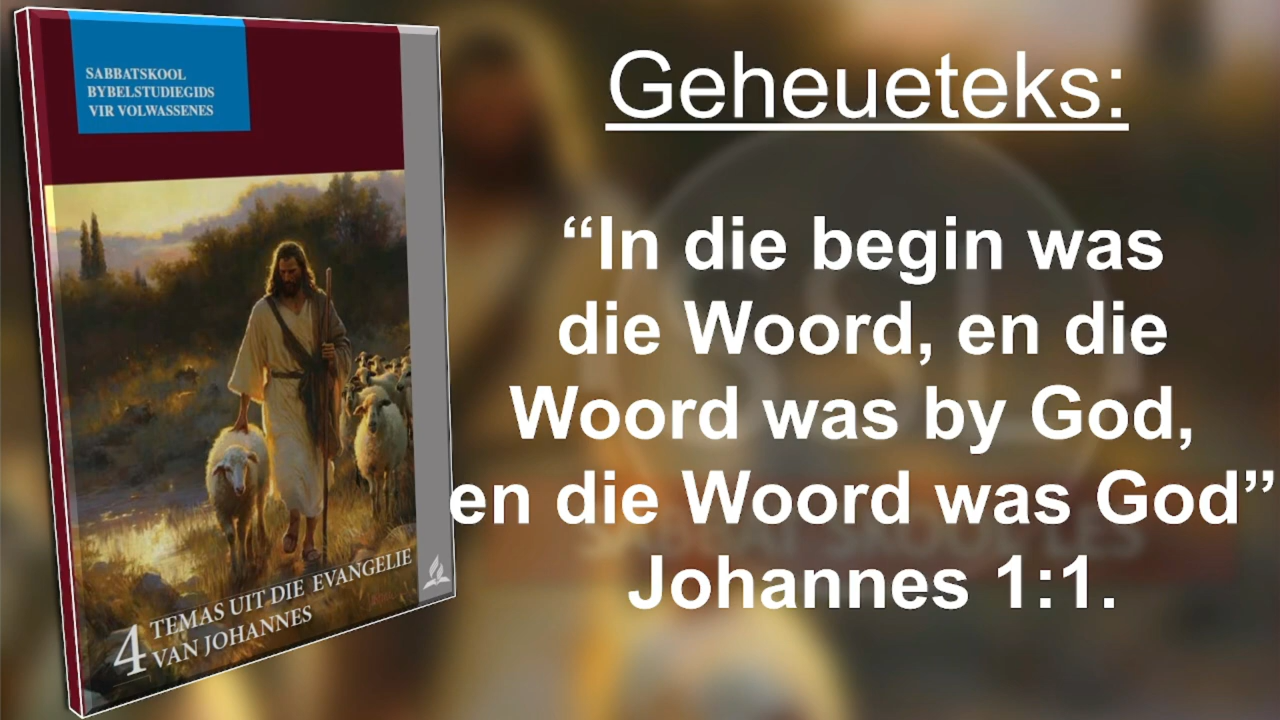 SABBATSKOOL
BYBELSTUDIEGIDS
VIR VOLWASSENES
4 TEMAS UIT DIE EVANGELIE
VAN JOHANNES
Geheueteks:
“In die begin was
die Woord, en die
Woord was by God,
en die Woord was God”
Johannes 1:1.